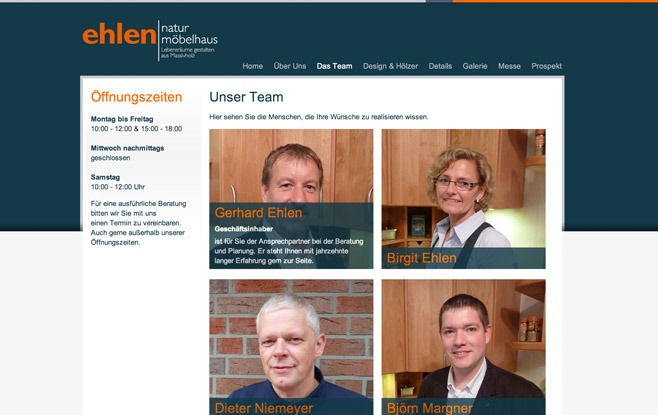 ehlen
natur
möbelhaus
Lebensräume gestalten
aus Massivholz
Home Über Uns Das Team Design & Hölzer Details Galerie Messe Prospekt
Öffnungszeiten
Montag bis Freitag
10:00 - 12:00 & 15:00 - 18:00
Mittwoch nachmittags
geschlossen
Samstag
10:00 - 12:00 Uhr
Für eine ausführliche Beratung
bitten wir Sie mit uns
einen Termin zu vereinbaren.
Auch gerne außerhalb unserer
Öffnungszeiten.
Unser Team
Hier sehen Sie die Menschen, die Ihre Wünsche zu realisieren wissen.
Gerhard Ehlen
Geschäftsinhaber
ist für Sie der Ansprechpartner bei der Beratung
und Planung. Er steht Ihnen mit jahrzehnte
langer Erfahrung gern zur Seite.
Birgit Ehlen
Dieter Niemeyer
Björn Margner